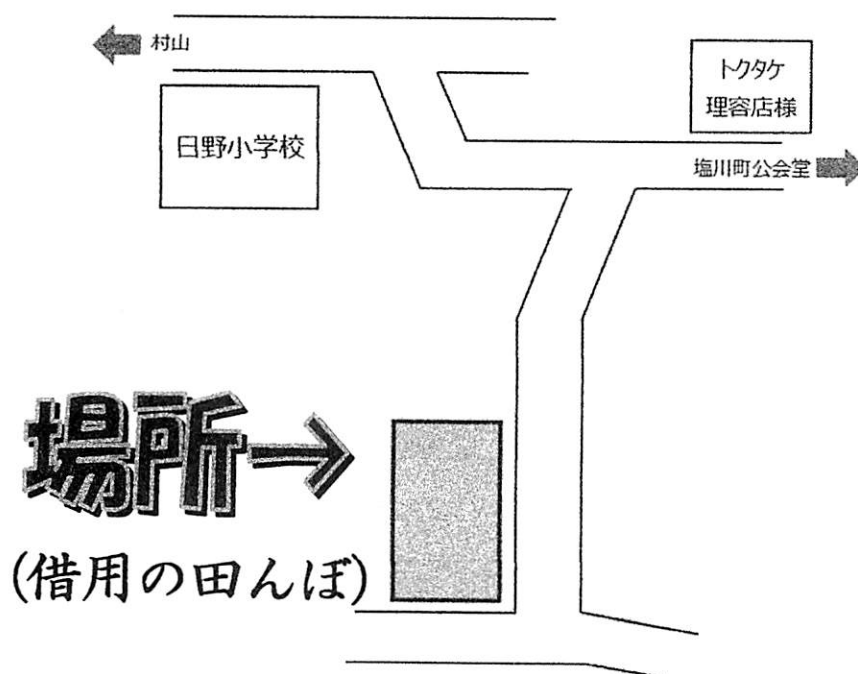 村山
トクタケ
理容店様
日野小学校
塩川町公会堂
場所→
(借用の田んぼ)